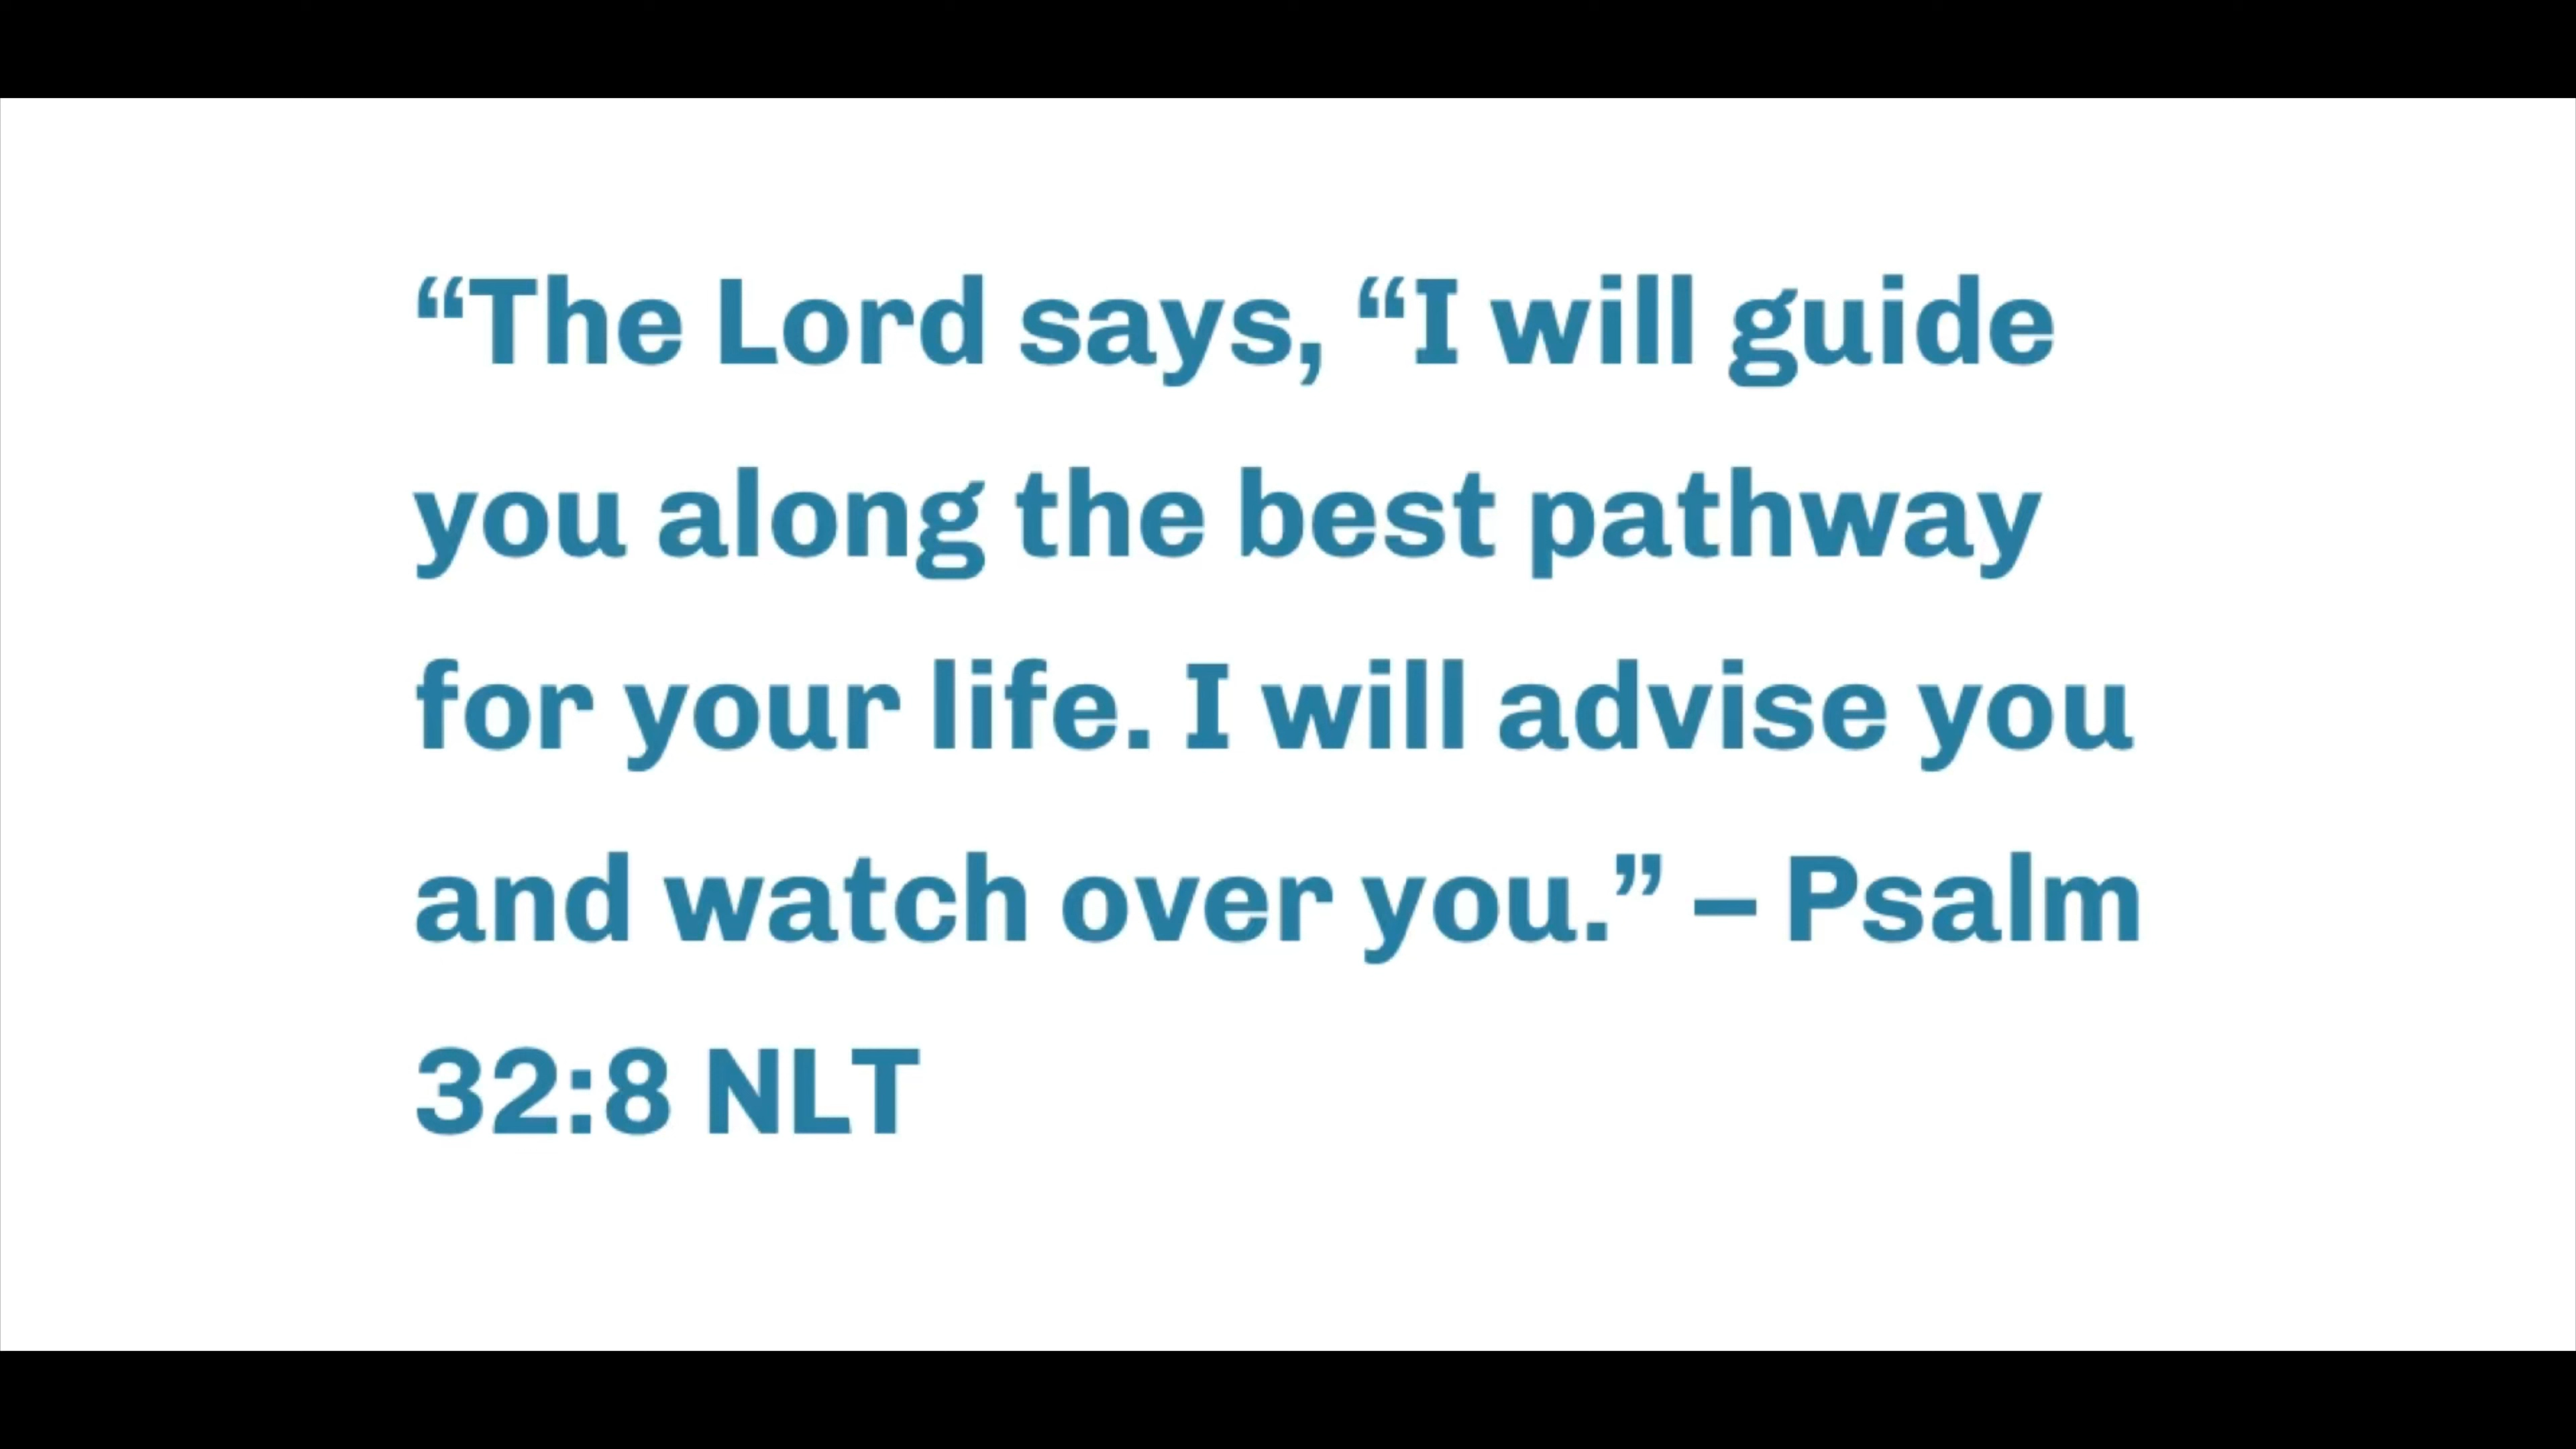 “The Lord says, “I will guide
you along the best pathway
for your life. I will advise you
and watch over you.” – Psalm
32:8 NLT